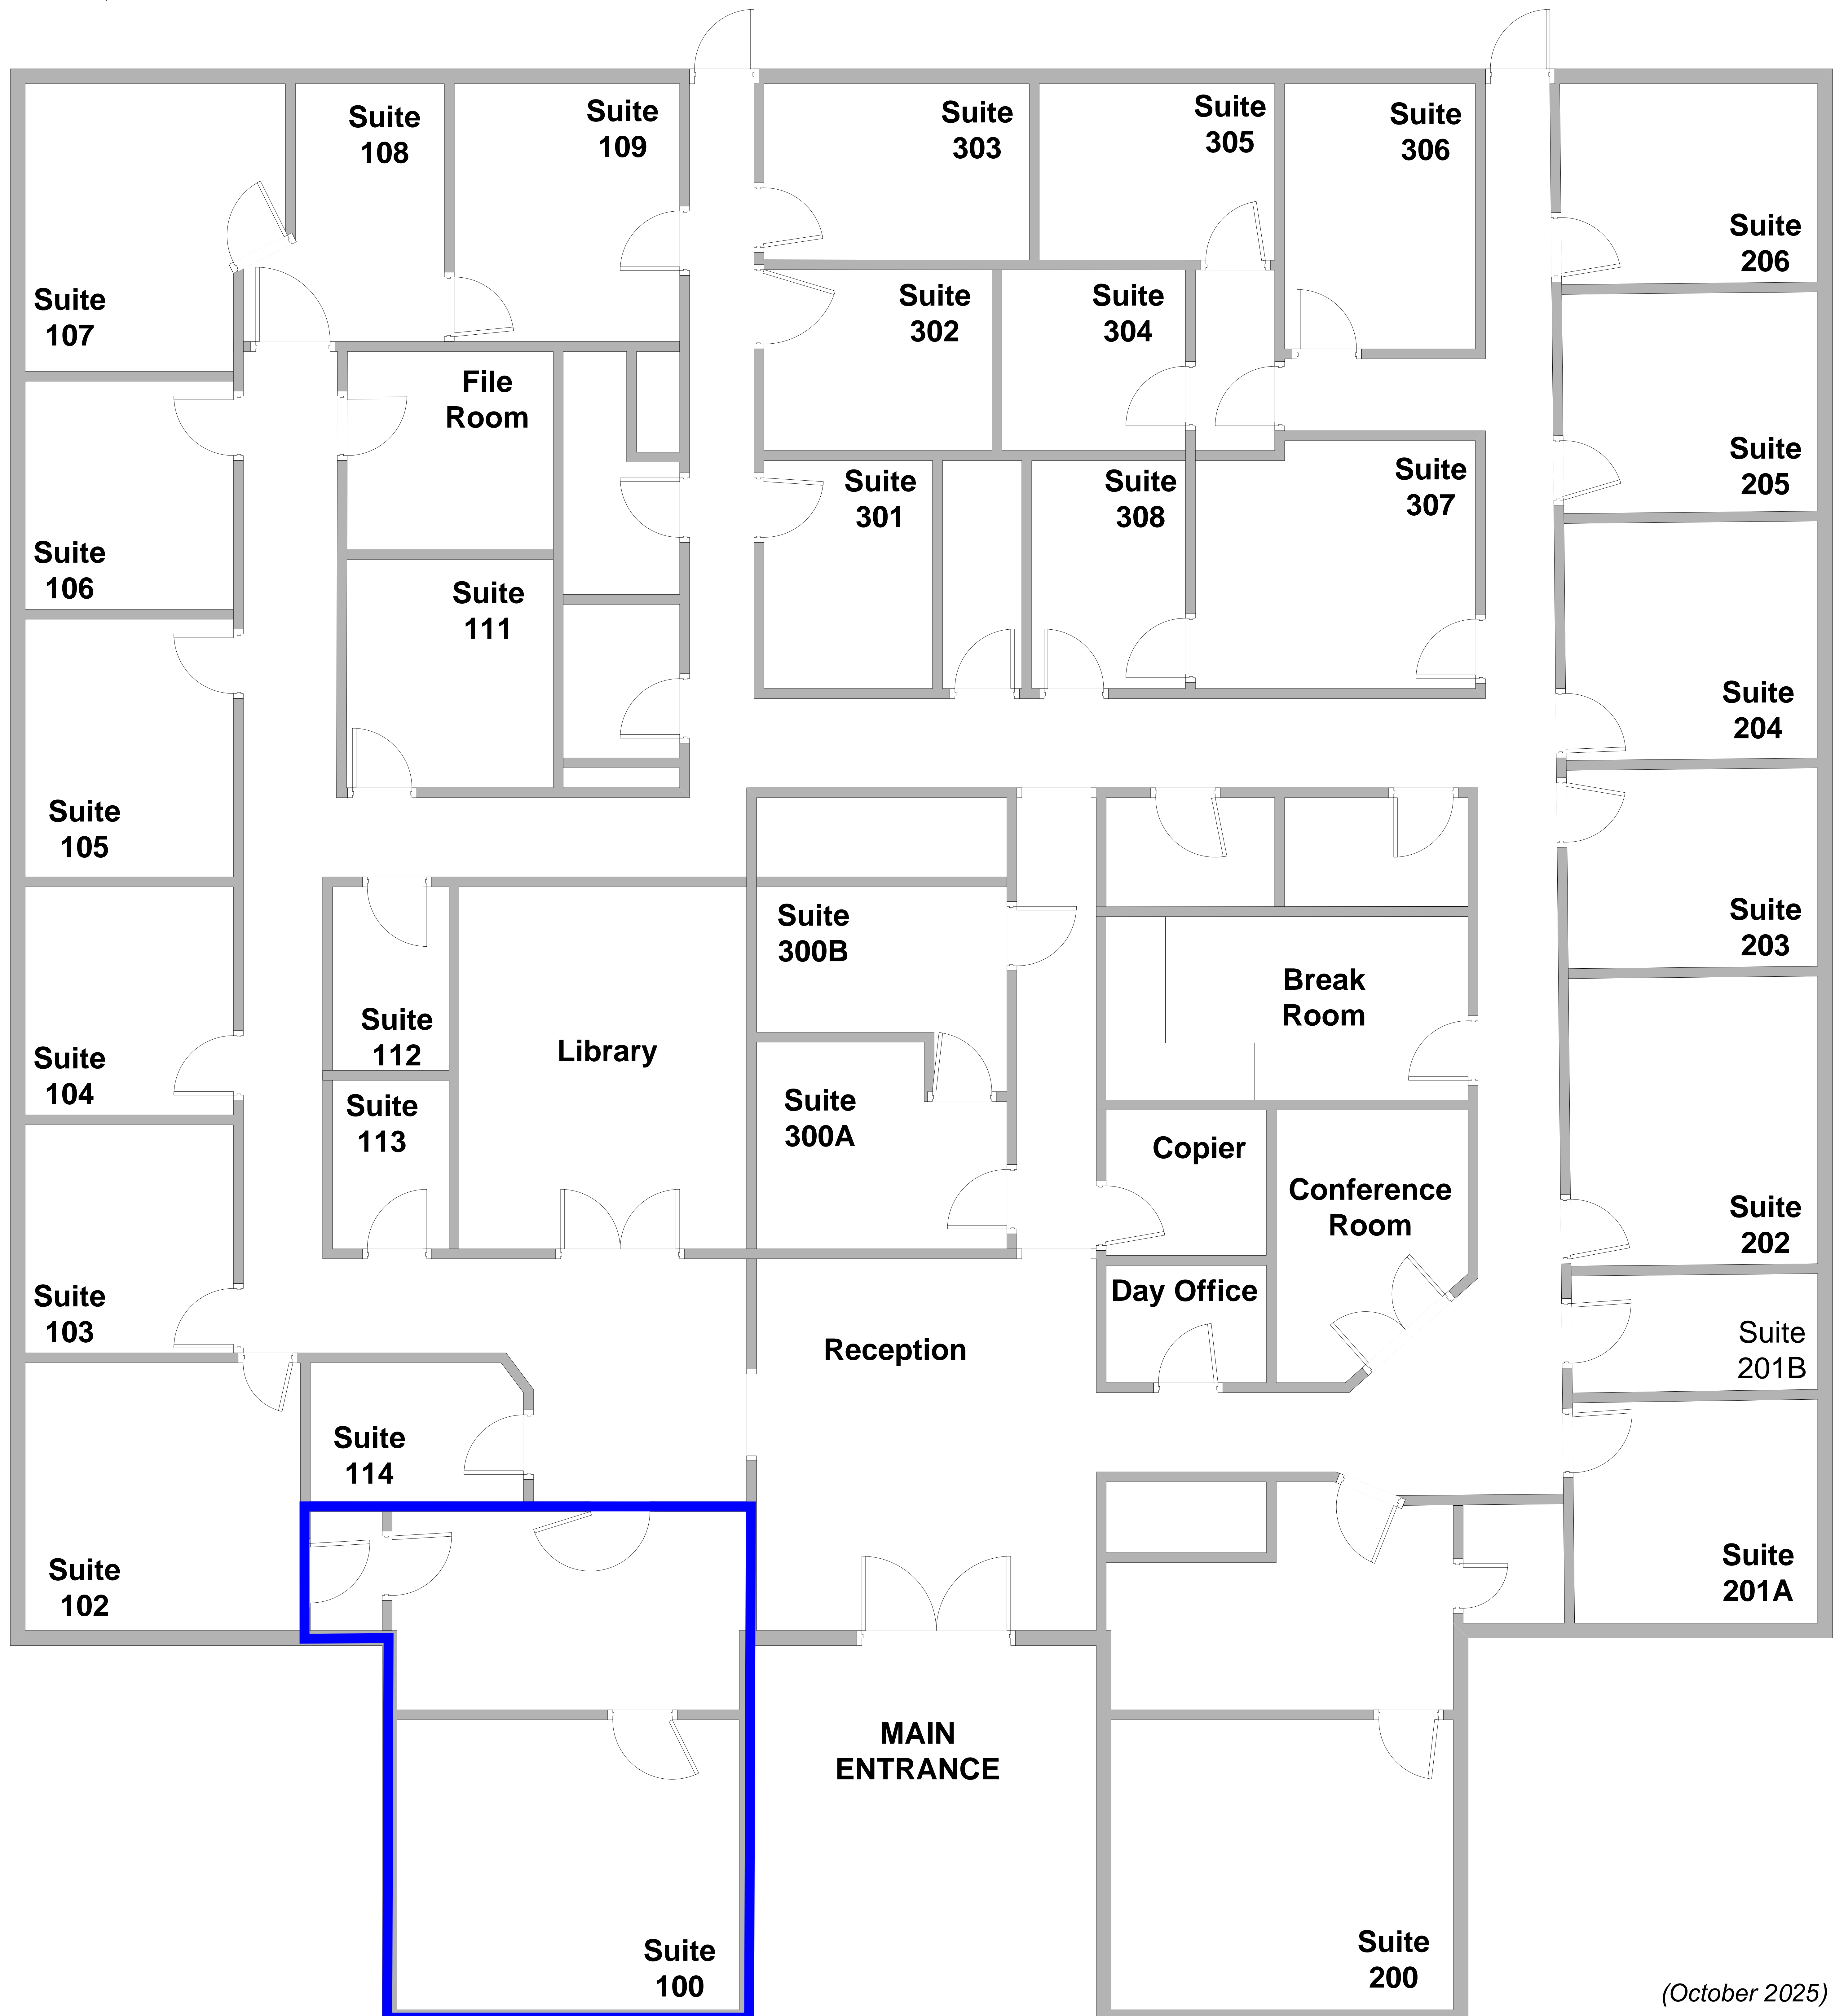 Suite
108
Suite
109
Suite
303
Suite
305
Suite
306
Suite
206
Suite
107
Suite
302
Suite
304
File
Room
Suite
301
Suite
308
Suite
307
Suite
205
Suite
106
Suite
111
Suite
204
Suite
105
Suite
300B
Suite
203
Break
Room
Suite
112
Library
Suite
104
Suite
113
Suite
300A
Copier
Conference
Room
Suite
202
Suite
103
Day Office
Reception
Suite
201B
Suite
114
Suite
102
Suite
201A
MAIN
ENTRANCE
Suite
100
Suite
200
(October 2025)